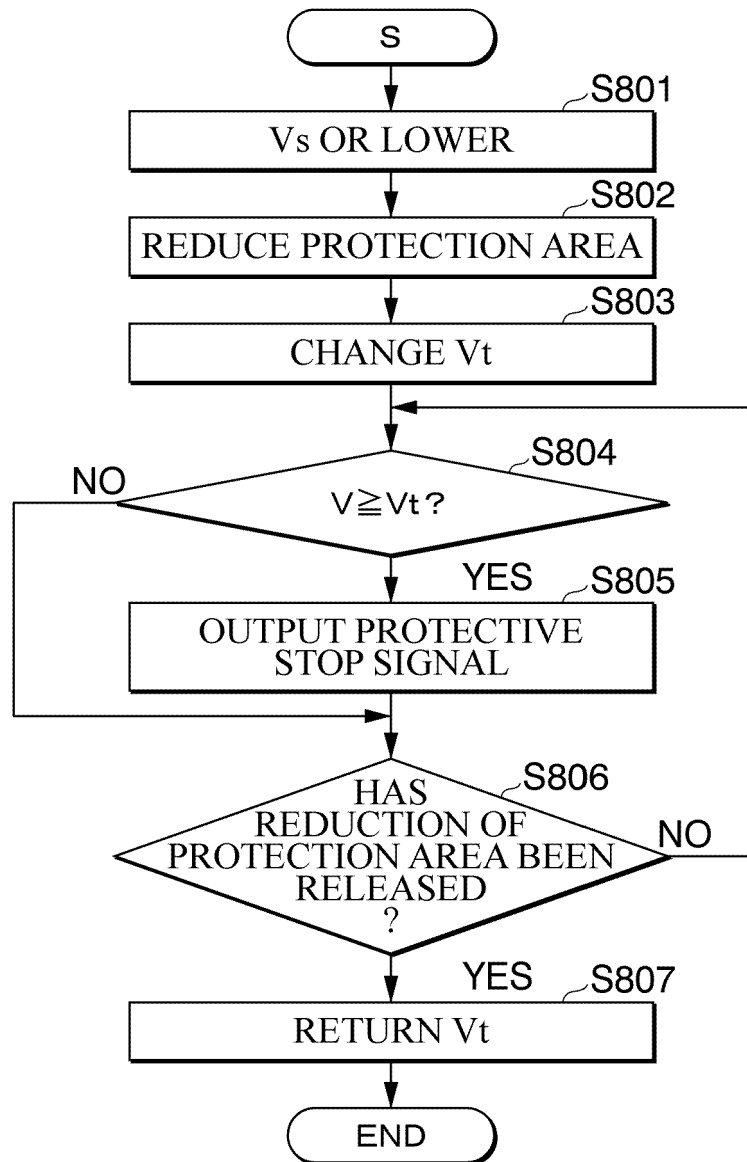 S
S801
Vs OR LOWER
S802
REDUCE PROTECTION AREA
S803
CHANGE Vt
S804
NO
V≧Vt?
YES
S805
OUTPUT PROTECTIVE
STOP SIGNAL
S806
HAS
REDUCTION OF
PROTECTION AREA BEEN
RELEASED
?
NO
YES
S807
RETURN Vt
END